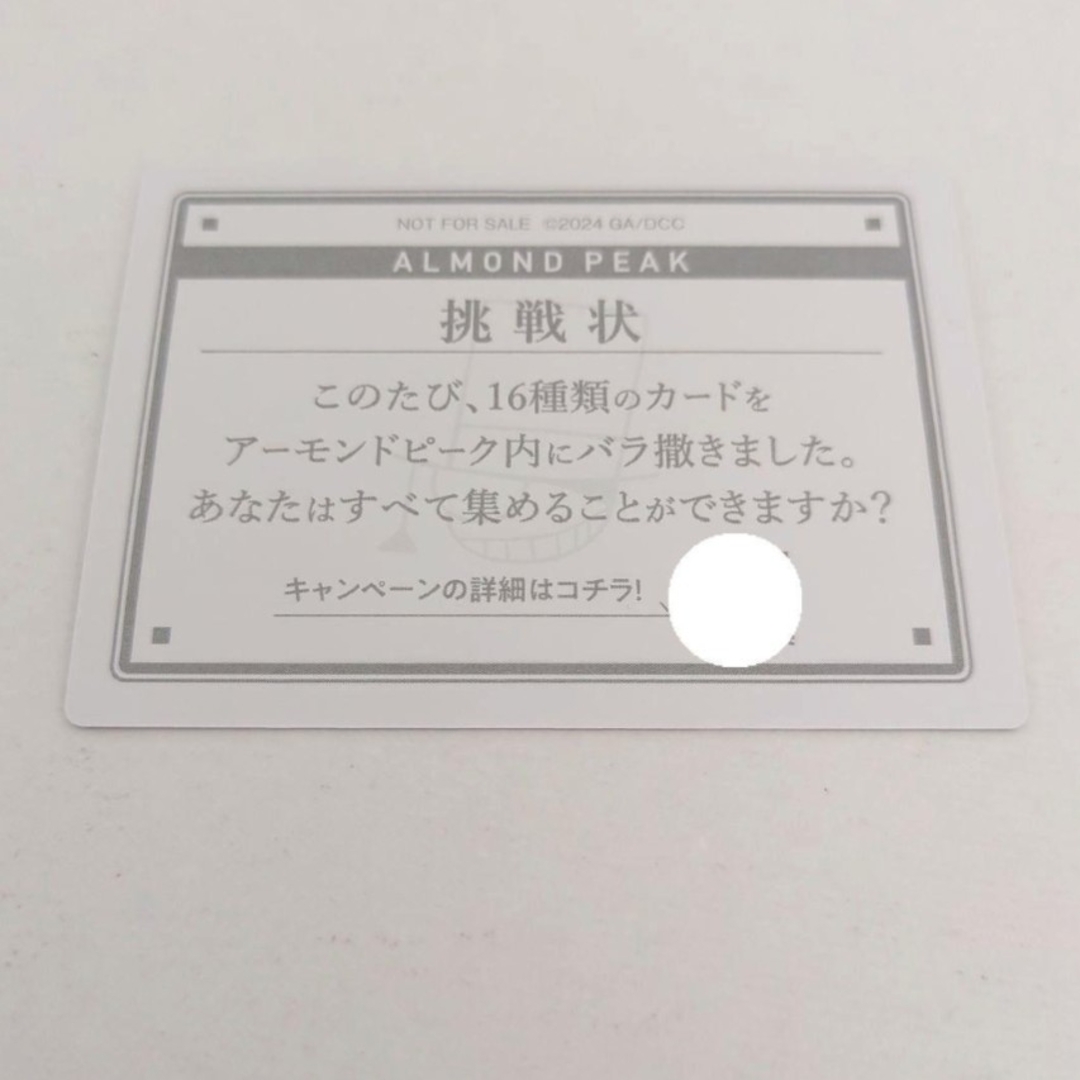 NOT FOR SALE ©2024 GA/DCC
ALMOND PEAK
挑戦状
このたび、16種類のカードを
アーモンドピーク内にバラ撒きました。
あなたはすべて集めることができますか?
キャンペーンの詳細はコチラ!